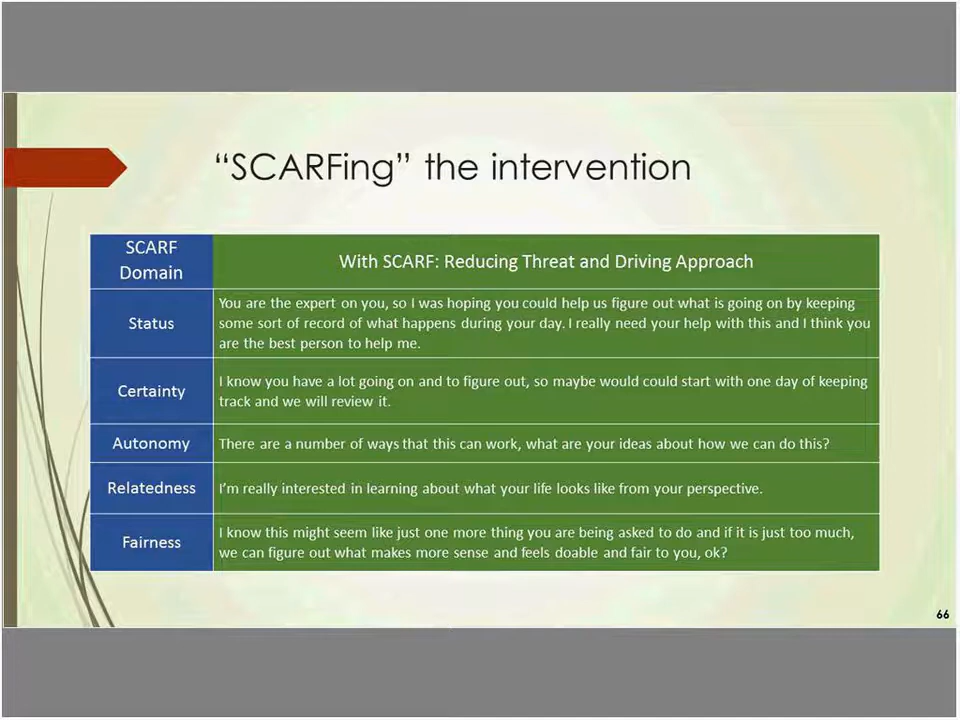 “SCARFing” the intervention
SCARF
Domain
With SCARF: Reducing Threat and Driving Approach
Status
You are the expert on you, so I was hoping you could help us figure out what is going on by keeping
some sort of record of what happens during your day. I really need your help with this and I think you
are the best person to help me.
Certainty
I know you have a lot going on and to figure out, so maybe would could start with one day of keeping
track and we will review it.
Autonomy
There are a number of ways that this can work, what are your ideas about how we can do this?
Relatedness
I’m really interested in learning about what your life looks like from your perspective.
Fairness
I know this might seem like just one more thing you are being asked to do and if it is just too much,
we can figure out what makes more sense and feels doable and fair to you, ok?
66